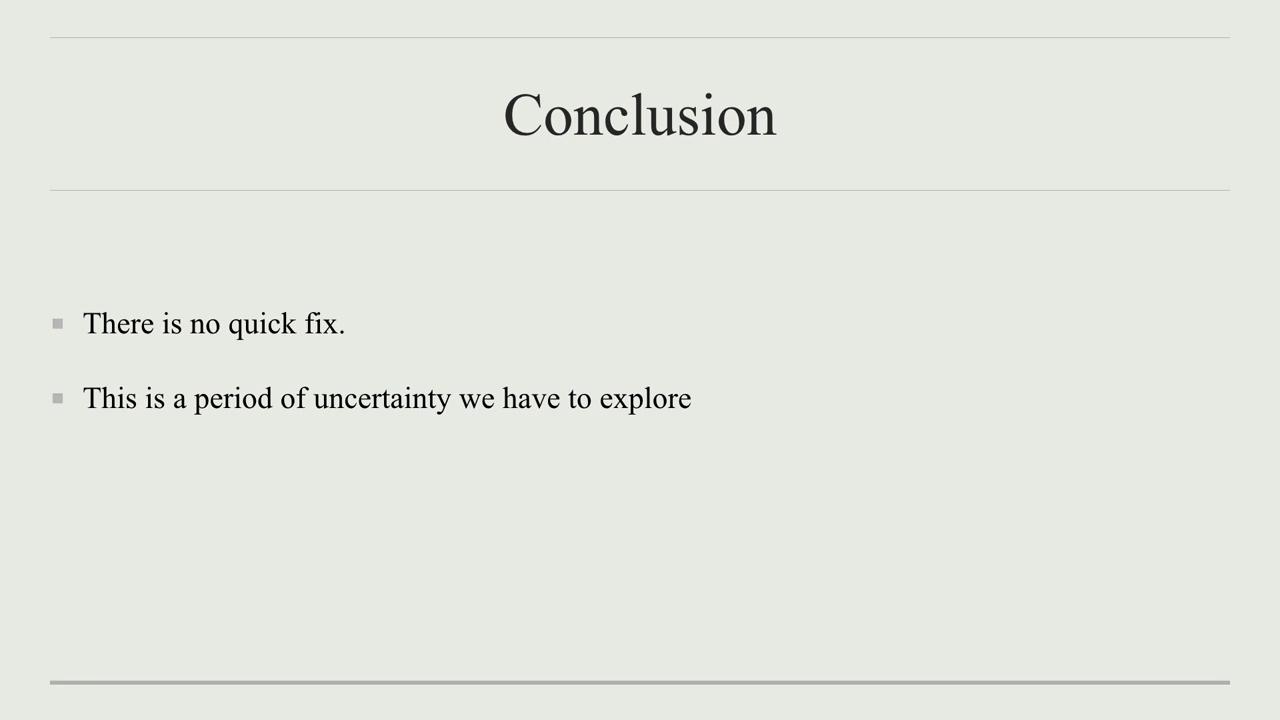 Conclusion
There is no quick fix.
This is a period of uncertainty we have to explore